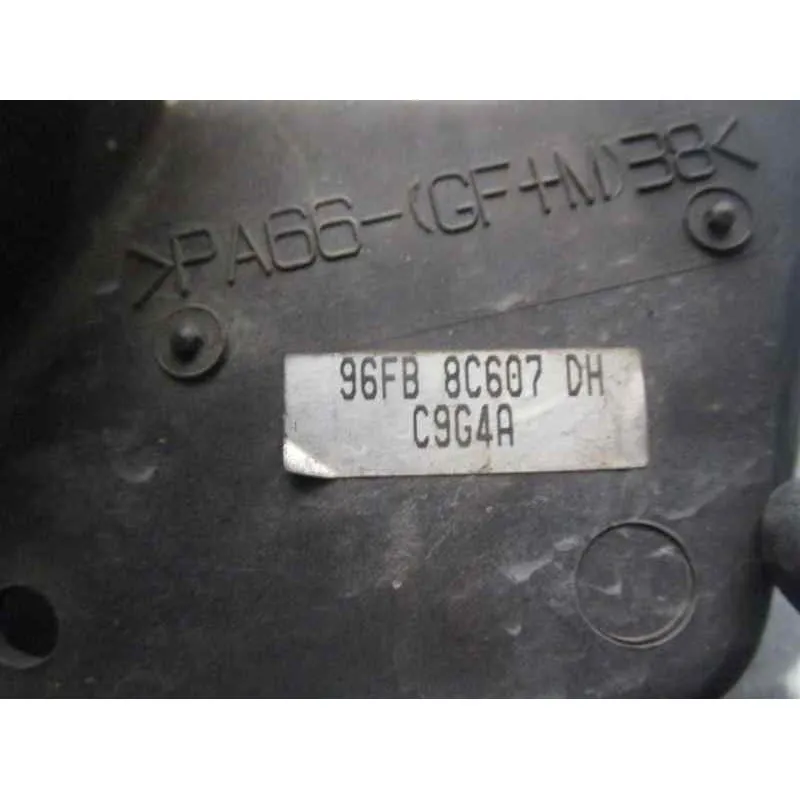 >PA66-(GF+M)38<
96FB 8C607 DH
C9G4A